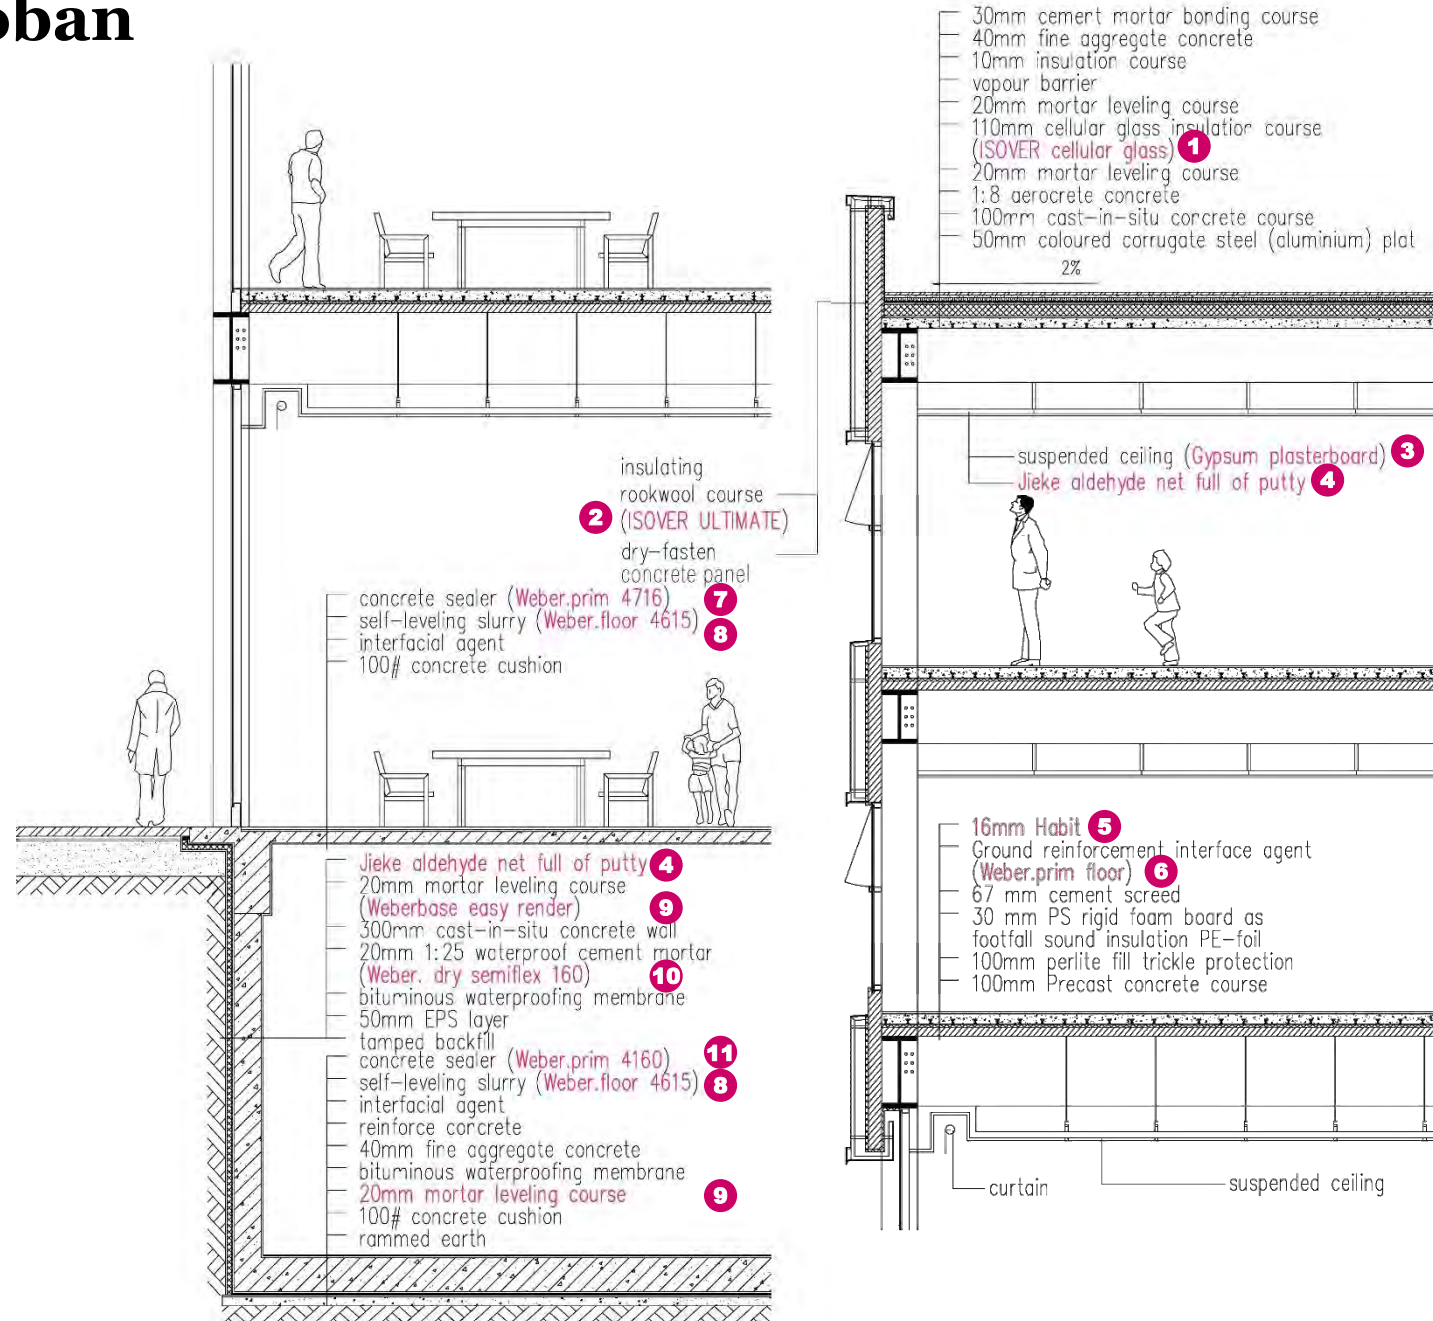 oban
30mm cement mortar bonding course
40mm fine aggregate concrete
10mm insulation course
vapour barrier
20mm mortar leveling course
110mm cellular glass insulation course
(ISOVER cellular glass) 1
20mm mortar leveling course
1:8 aerocrete concrete
100mm cast-in-situ concrete course
50mm coloured corrugate steel (aluminium) plat
2%
suspended ceiling (Gypsum plasterboard) 3
Jieke aldehyde net full of putty 4
insulating
rookwool course
2 (ISOVER ULTIMATE)
dry-fasten
concrete panel
concrete sealer (Weber.prim 4716) 7
self-leveling slurry (Weber.floor 4615) 8
interfacial agent
100# concrete cushion
Jieke aldehyde net full of putty 4
20mm mortar leveling course
(Weberbase easy render) 9
300mm cast-in-situ concrete wall
20mm 1:25 waterproof cement mortar
(Weber. dry semiflex 160) 10
bituminous waterproofing membrane
50mm EPS layer
tamped backfill
concrete sealer (Weber.prim 4160) 11
self-leveling slurry (Weber.floor 4615) 8
interfacial agent
reinforce concrete
40mm fine aggregate concrete
bituminous waterproofing membrane
20mm mortar leveling course 9
100# concrete cushion
rammed earth
16mm Habit 5
Ground reinforcement interface agent
(Weber.prim floor) 6
67 mm cement screed
30 mm PS rigid foam board as
footfall sound insulation PE-foil
100mm perlite fill trickle protection
100mm Precast concrete course
curtain
suspended ceiling